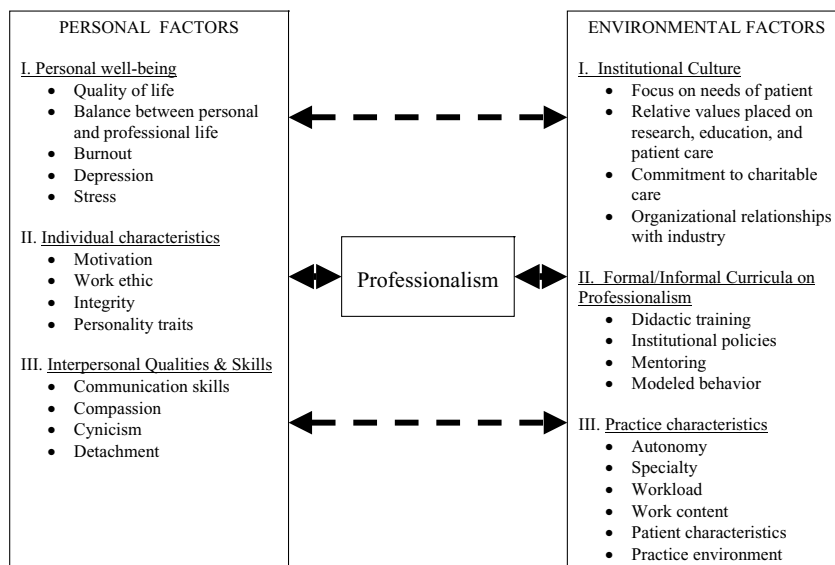 PERSONAL FACTORS
I. Personal well-being
• Quality of life
• Balance between personal
and professional life
• Burnout
• Depression
• Stress
II. Individual characteristics
• Motivation
• Work ethic
• Integrity
• Personality traits
III. Interpersonal Qualities & Skills
• Communication skills
• Compassion
• Cynicism
• Detachment
Professionalism
ENVIRONMENTAL FACTORS
I. Institutional Culture
• Focus on needs of patient
• Relative values placed on
research, education, and
patient care
• Commitment to charitable
care
• Organizational relationships
with industry
II. Formal/Informal Curricula on
Professionalism
• Didactic training
• Institutional policies
• Mentoring
• Modeled behavior
III. Practice characteristics
• Autonomy
• Specialty
• Workload
• Work content
• Patient characteristics
• Practice environment